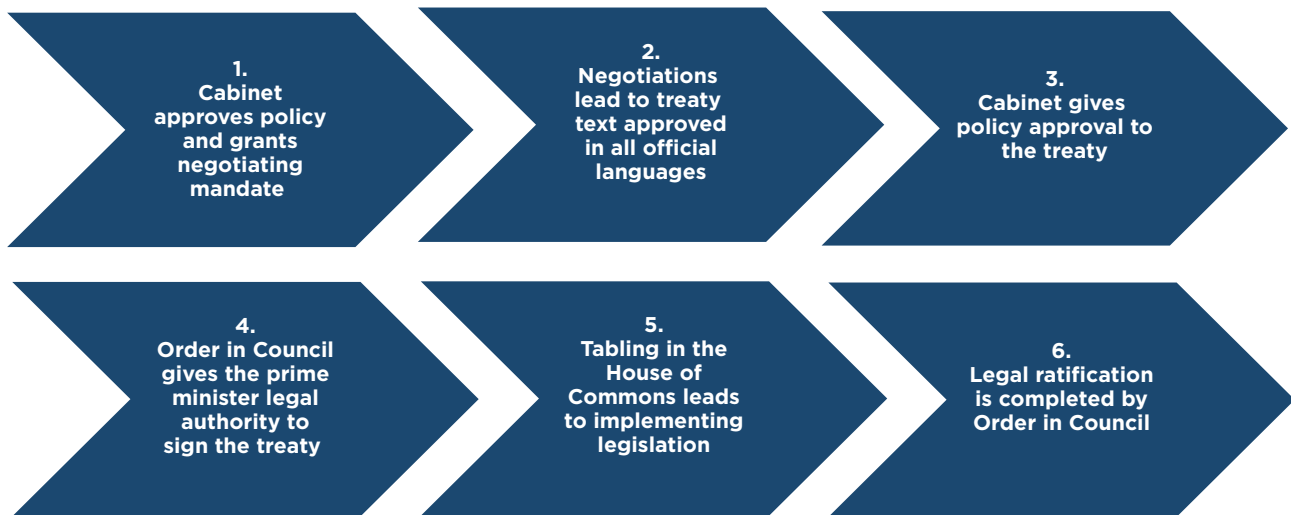 1.
Cabinet
approves policy
and grants
negotiating
mandate
2.
Negotiations
lead to treaty
text approved
in all official
languages
3.
Cabinet gives
policy approval to
the treaty
4.
Order in Council
gives the prime
minister legal
authority to
sign the treaty
5.
Tabling in the
House of
Commons leads
to implementing
legislation
6.
Legal ratification
is completed by
Order in Council